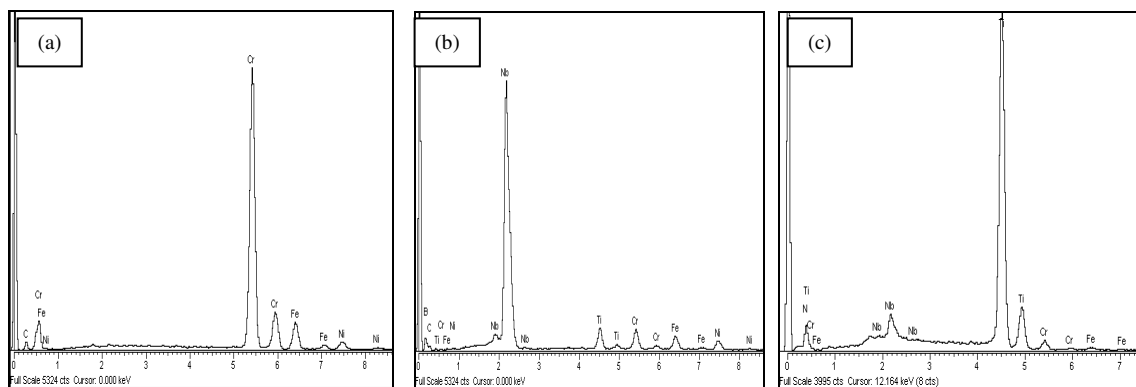 (a)
Cr
Cr
Fe
C
Ni
Cr
Fe
Fe
Ni
Ni
0 1 2 3 4 5 6 7 8
Full Scale 5324 cts Cursor: 0.000 keV
(b)
Nb
B
C
Cr
Ni
Ti
Fe
Nb
Nb
Ti
Ti
Cr
Cr
Fe
Fe
Ni
Ni
0 1 2 3 4 5 6 7 8
Full Scale 5324 cts Cursor: 0.000 keV
(c)
Ti
N
Cr
Fe
Nb
Nb
Nb
Ti
Cr
Cr
Fe
Fe
0 1 2 3 4 5 6 7
Full Scale 3995 cts Cursor: 12.164 keV (8 cts)